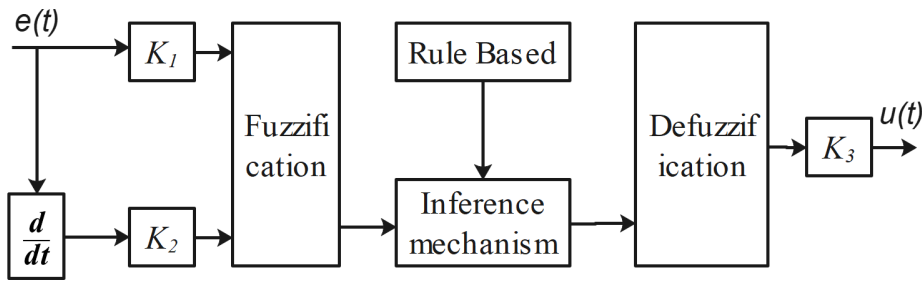 e(t)
K1
Fuzzifi
cation
Rule Based
Defuzzif
ication
K3
u(t)
d
dt
K2
Inference
mechanism